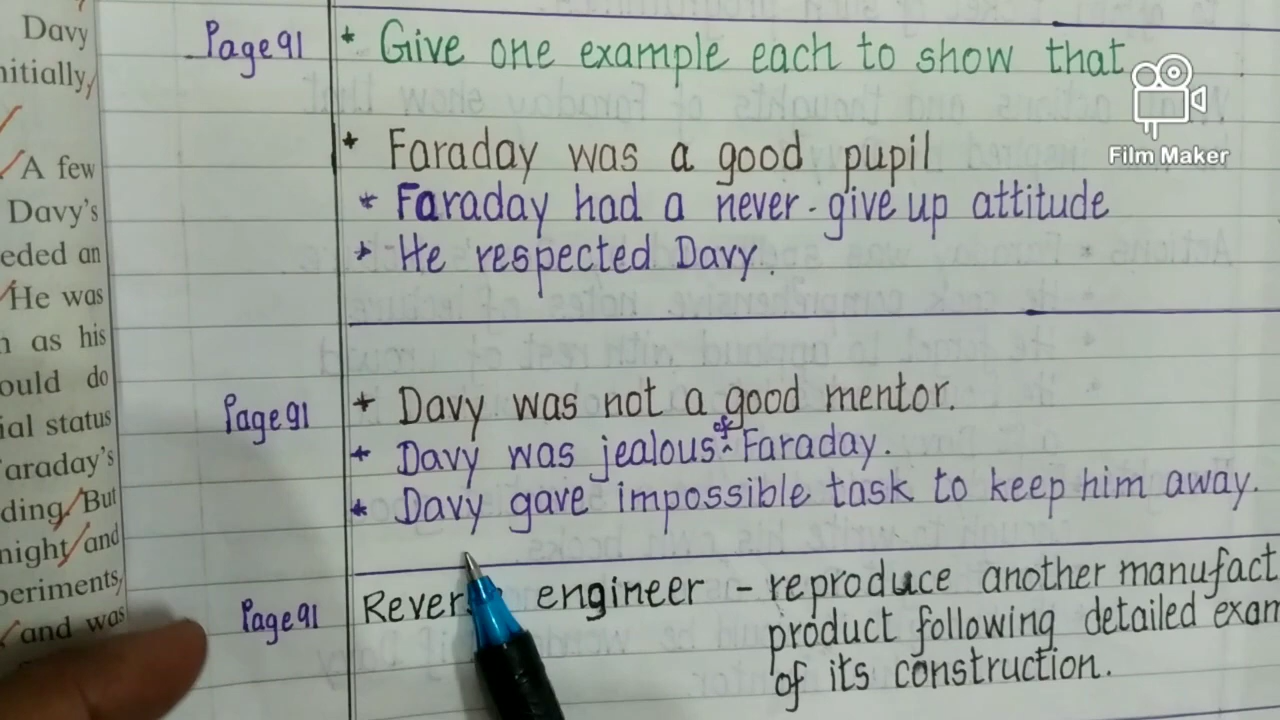 Davy
nitially,
A few
Davy's
eded an
He was
n as his
ould do
ial status
araday's
ding. But
night, and
periments,
and was
Page 91 * Give one example each to show that
Film Maker
* Faraday was a good pupil
* Faraday had a never-give up attitude
* He respected Davy.
Page 91 * Davy was not a good mentor.
* Davy was jealous of Faraday.
* Davy gave impossible task to keep him away.
Page 91 Rever engineer - reproduce another manufact
product following detailed exam
of its construction.